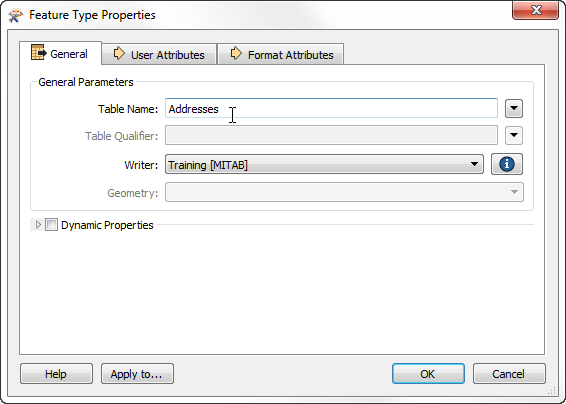 Feature Type Properties
General
User Attributes
Format Attributes
General Parameters
Table Name: Addresses
Table Qualifier:
Writer: Training [MITAB]
Geometry:
Dynamic Properties
Help
Apply to...
OK
Cancel